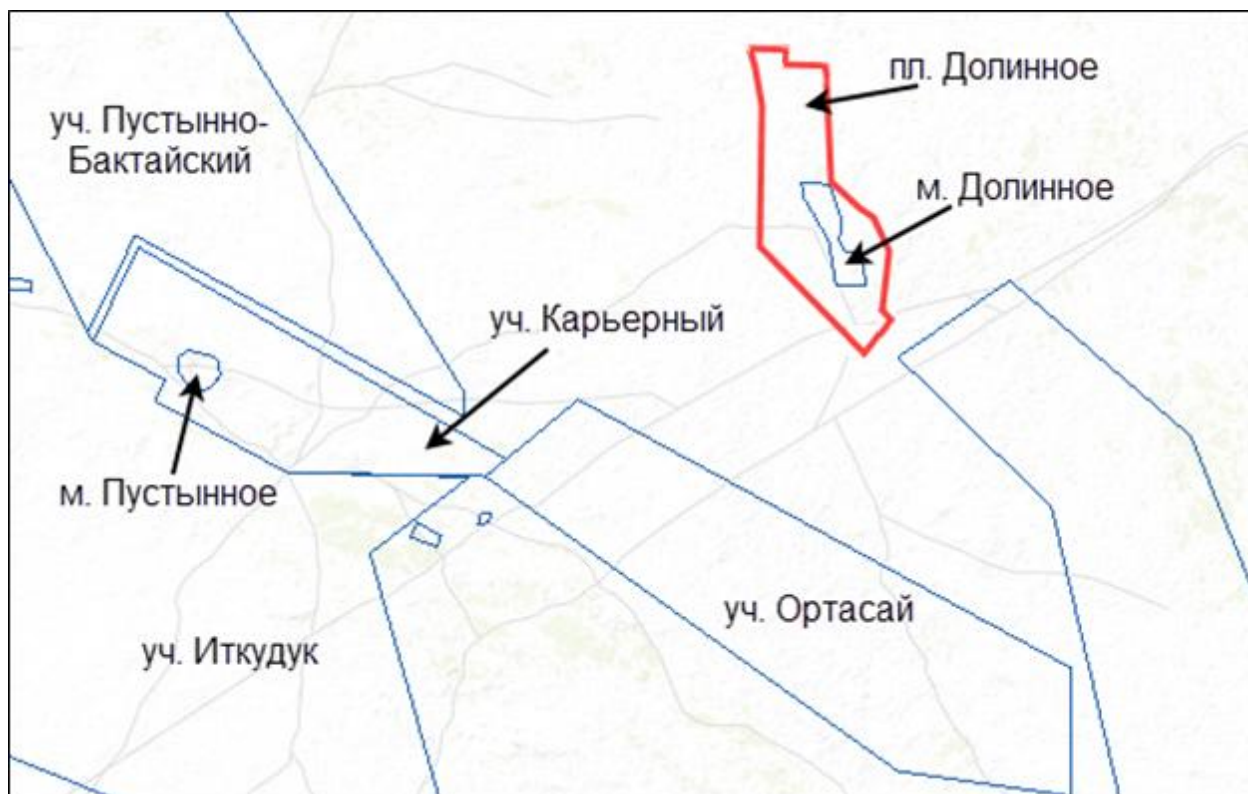 пл. Долинное
уч. Пустынно-
Бактайский
м. Долинное
уч. Карьерный
м. Пустынное
уч. Ортасай
уч. Иткудук